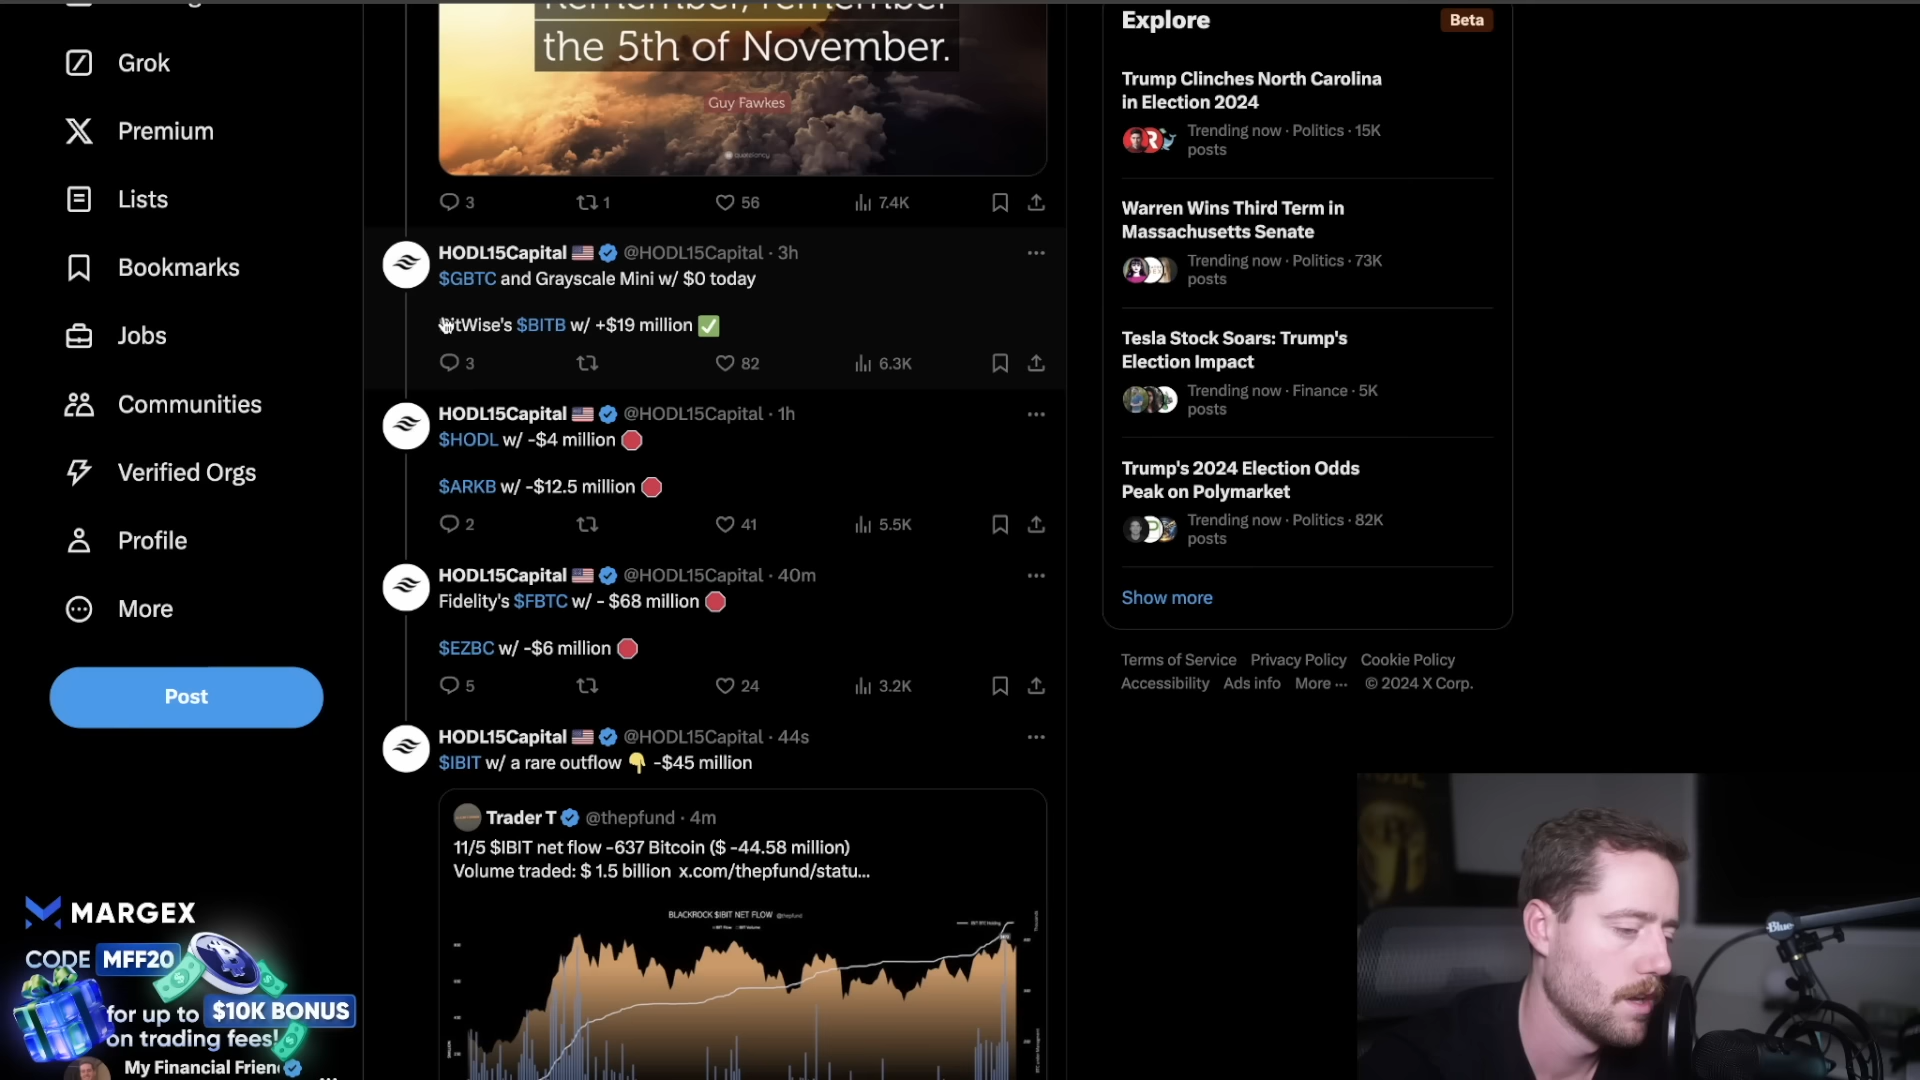 Grok
Premium
Lists
Bookmarks
Jobs
Communities
Verified Orgs
Profile
More
Post
MARGEX
CODE MFF20
for up to $10K BONUS
on trading fees!
My Financial Frien
Remember, remember
the 5th of November.
Guy Fawkes
3 1 56 7.4K
HODL15Capital @HODL15Capital · 3h
$GBTC and Grayscale Mini w/ $0 today
BitWise's $BITB w/ +$19 million
3 82 6.3K
HODL15Capital @HODL15Capital · 1h
$HODL w/ -$4 million
$ARKB w/ -$12.5 million
2 41 5.5K
HODL15Capital @HODL15Capital · 40m
Fidelity's $FBTC w/ - $68 million
$EZBC w/ -$6 million
5 24 3.2K
HODL15Capital @HODL15Capital · 44s
$IBIT w/ a rare outflow -$45 million
Trader T @thepfund · 4m
11/5 $IBIT net flow -637 Bitcoin ($ -44.58 million)
Volume traded: $ 1.5 billion x.com/thepfund/statu...
BLACKROCK $IBIT NET FLOW @thepfund
Explore
Beta
Trump Clinches North Carolina
in Election 2024
Trending now · Politics · 15K
posts
Warren Wins Third Term in
Massachusetts Senate
Trending now · Politics · 73K
posts
Tesla Stock Soars: Trump's
Election Impact
Trending now · Finance · 5K
posts
Trump's 2024 Election Odds
Peak on Polymarket
Trending now · Politics · 82K
posts
Show more
Terms of Service Privacy Policy Cookie Policy
Accessibility Ads info More ... © 2024 X Corp.
Blue